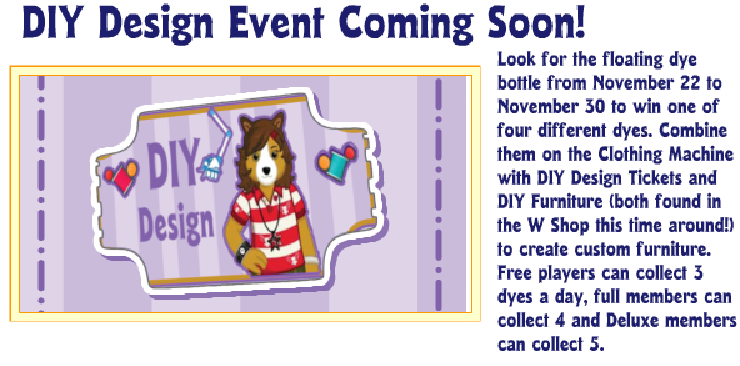 DIY Design Event Coming Soon!
DIY
Design
Look for the floating dye
bottle from November 22 to
November 30 to win one of
four different dyes. Combine
them on the Clothing Machine
with DIY Design Tickets and
DIY Furniture (both found in
the W Shop this time around!)
to create custom furniture.
Free players can collect 3
dyes a day, full members can
collect 4 and Deluxe members
can collect 5.